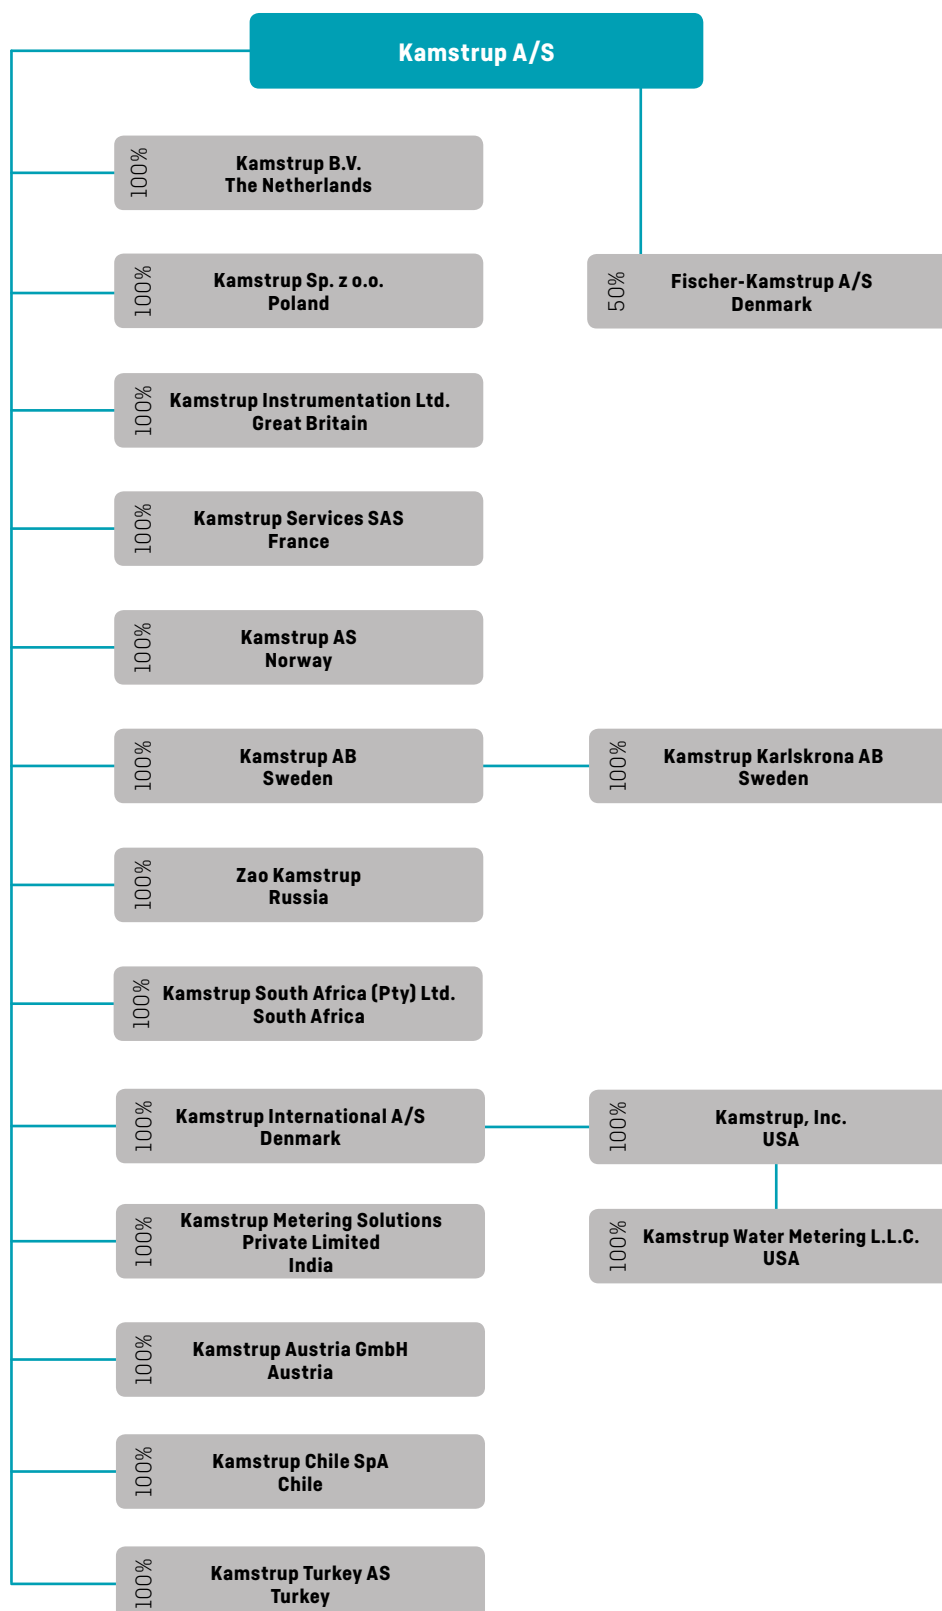 Kamstrup A/S
100%
Kamstrup B.V.
The Netherlands
100%
Kamstrup Sp. z o.o.
Poland
50%
Fischer-Kamstrup A/S
Denmark
100%
Kamstrup Instrumentation Ltd.
Great Britain
100%
Kamstrup Services SAS
France
100%
Kamstrup AS
Norway
100%
Kamstrup AB
Sweden
100%
Kamstrup Karlskrona AB
Sweden
100%
Zao Kamstrup
Russia
100%
Kamstrup South Africa (Pty) Ltd.
South Africa
100%
Kamstrup International A/S
Denmark
100%
Kamstrup, Inc.
USA
100%
Kamstrup Metering Solutions
Private Limited
India
100%
Kamstrup Water Metering L.L.C.
USA
100%
Kamstrup Austria GmbH
Austria
100%
Kamstrup Chile SpA
Chile
100%
Kamstrup Turkey AS
Turkey